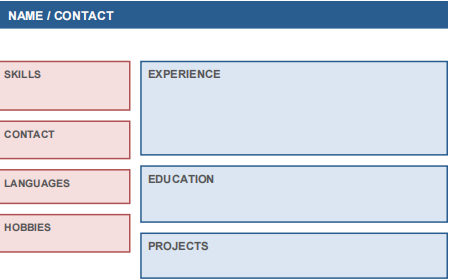 NAME / CONTACT
SKILLS
CONTACT
LANGUAGES
HOBBIES
EXPERIENCE
EDUCATION
PROJECTS